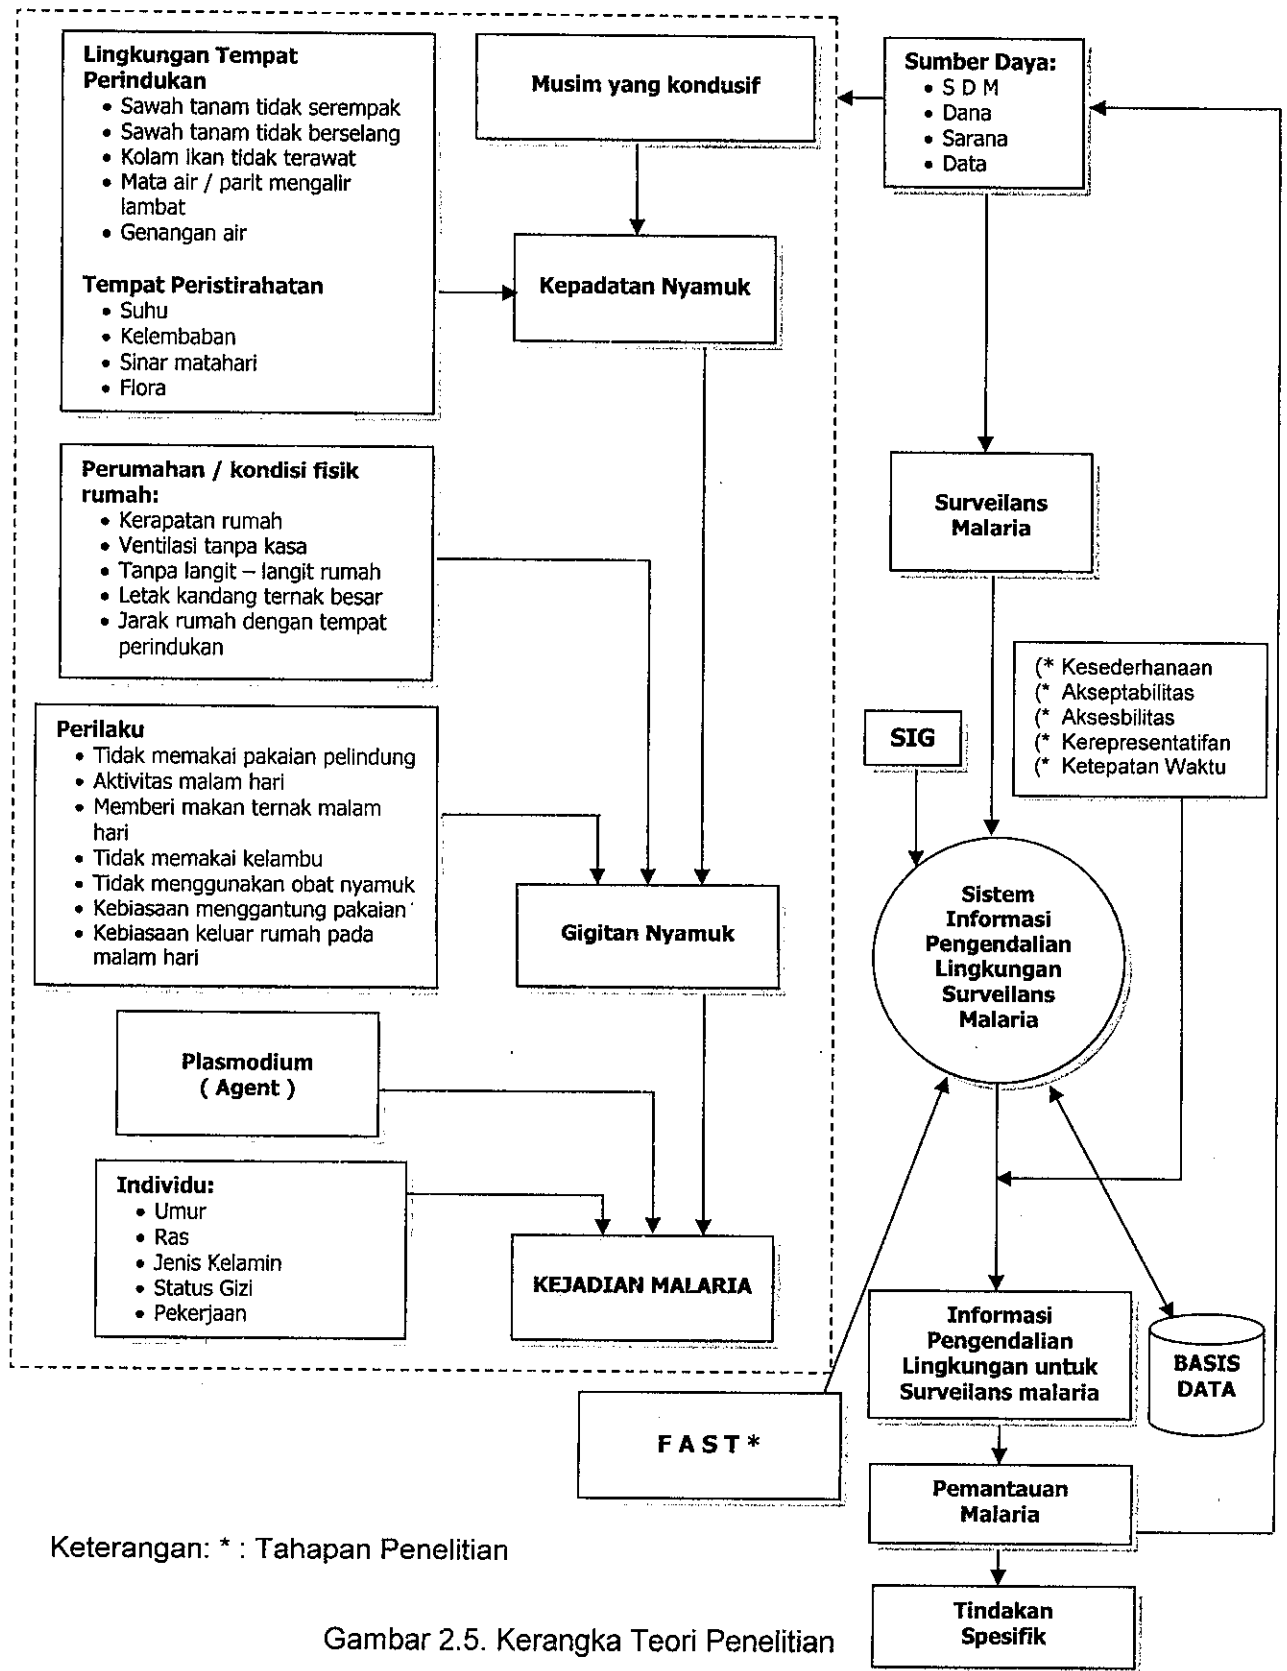 Lingkungan Tempat
Perindukan
• Sawah tanam tidak serempak
• Sawah tanam tidak berselang
• Kolam ikan tidak terawat
• Mata air / parit mengalir
lambat
• Genangan air
Tempat Peristirahatan
• Suhu
• Kelembaban
• Sinar matahari
• Flora
Musim yang kondusif
Kepadatan Nyamuk
Sumber Daya:
• S D M
• Dana
• Sarana
• Data
Perumahan / kondisi fisik
rumah:
• Kerapatan rumah
• Ventilasi tanpa kasa
• Tanpa langit – langit rumah
• Letak kandang ternak besar
• Jarak rumah dengan tempat
perindukan
Surveilans
Malaria
(* Kesederhanaan
(* Akseptabilitas
(* Aksesbilitas
(* Kerepresentatifan
(* Ketepatan Waktu
SIG
Perilaku
• Tidak memakai pakaian pelindung
• Aktivitas malam hari
• Memberi makan ternak malam
hari
• Tidak memakai kelambu
• Tidak menggunakan obat nyamuk
• Kebiasaan menggantung pakaian
• Kebiasaan keluar rumah pada
malam hari
Gigitan Nyamuk
Sistem
Informasi
Pengendalian
Lingkungan
Surveilans
Malaria
Plasmodium
( Agent )
Individu:
• Umur
• Ras
• Jenis Kelamin
• Status Gizi
• Pekerjaan
KEJADIAN MALARIA
Informasi
Pengendalian
Lingkungan untuk
Surveilans malaria
BASIS
DATA
F A S T *
Pemantauan
Malaria
Tindakan
Spesifik
Keterangan: * : Tahapan Penelitian
Gambar 2.5. Kerangka Teori Penelitian